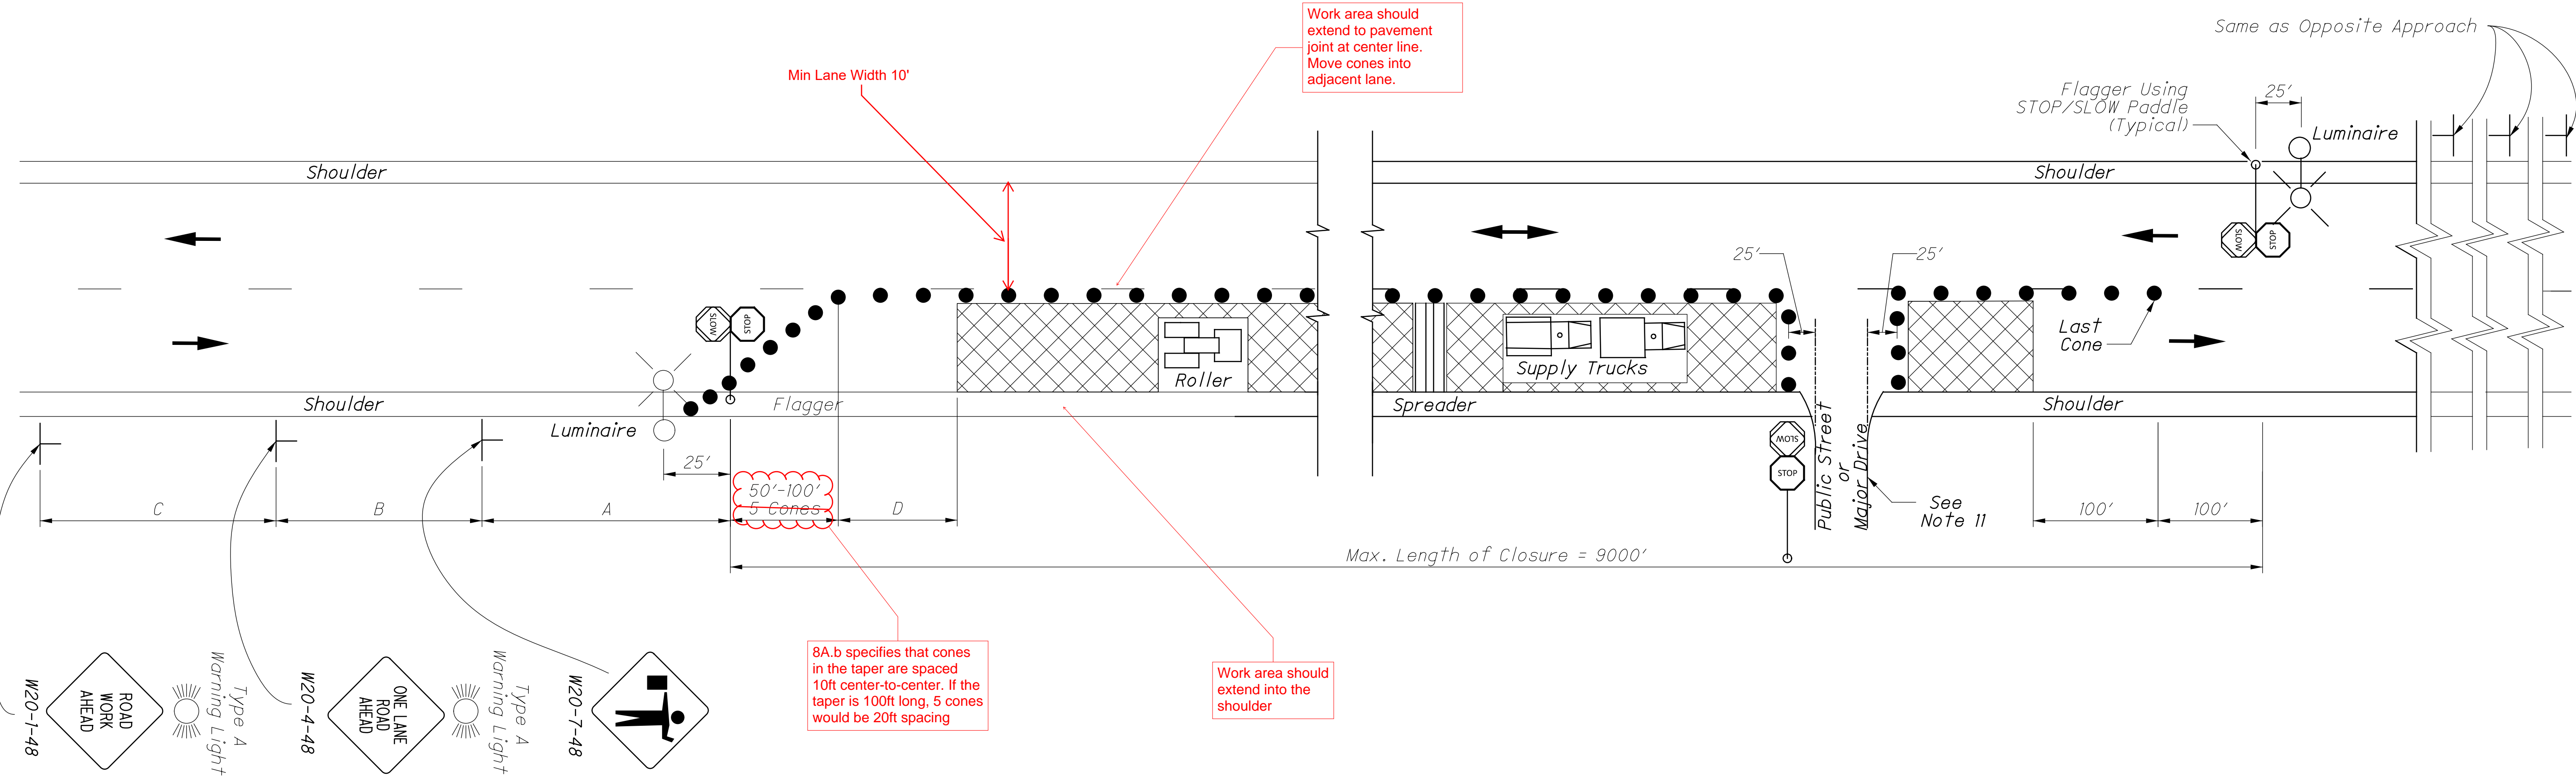 Work area should
extend to pavement
joint at center line.
Move cones into
adjacent lane.
Same as Opposite Approach
Min Lane Width 10'
Flagger Using
STOP/SLOW Paddle
(Typical)
25'
Luminaire
Shoulder
Shoulder
SLOW
STOP
25'
25'
SLOW
STOP
Last
Cone
Roller
Supply Trucks
Shoulder
Flagger
Spreader
Shoulder
Luminaire
25'
50'-100'
5 Cones
C
B
A
D
SLOW
STOP
Public Street
or
Major Drive
See
Note 11
100'
100'
Max. Length of Closure = 9000'
8A.b specifies that cones
in the taper are spaced
10ft center-to-center. If the
taper is 100ft long, 5 cones
would be 20ft spacing
Work area should
extend into the
shoulder
W20-1-48
ROAD
WORK
AHEAD
Type A
Warning Light
W20-4-48
ONE LANE
ROAD
AHEAD
Type A
Warning Light
W20-7-48